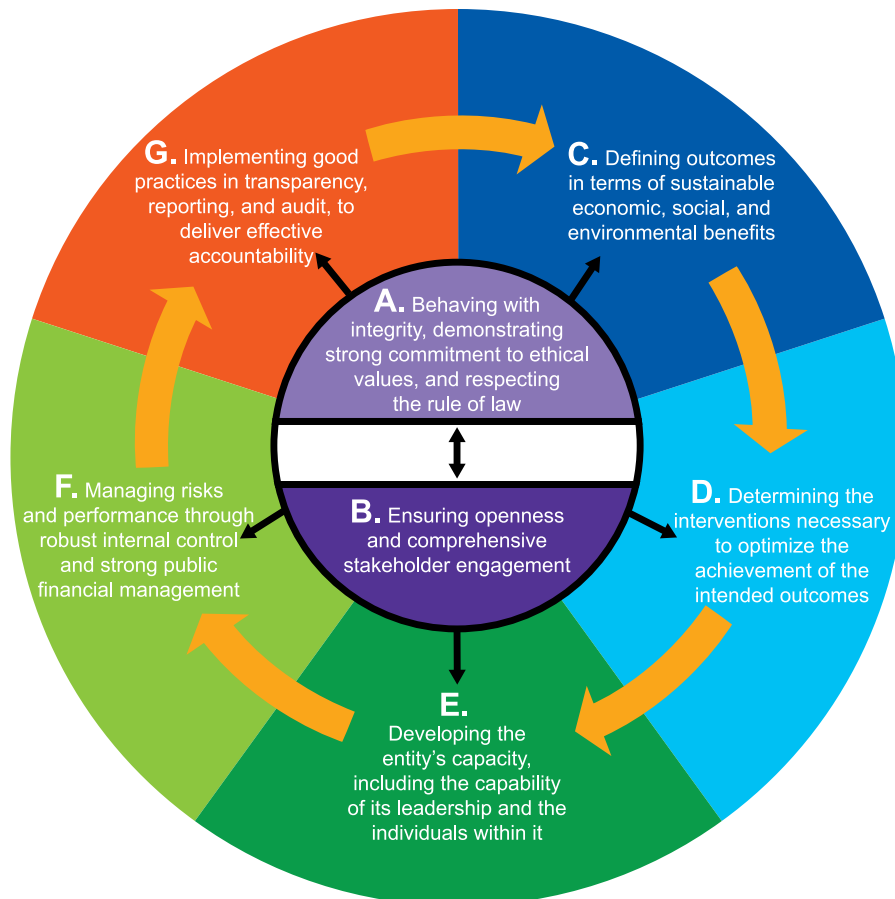 A. Behaving with
integrity, demonstrating
strong commitment to ethical
values, and respecting
the rule of law
B. Ensuring openness
and comprehensive
stakeholder engagement
C. Defining outcomes
in terms of sustainable
economic, social, and
environmental benefits
D. Determining the
interventions necessary
to optimize the
achievement of the
intended outcomes
E.
Developing the
entity's capacity,
including the capability
of its leadership and the
individuals within it
F. Managing risks
and performance through
robust internal control
and strong public
financial management
G. Implementing good
practices in transparency,
reporting, and audit, to
deliver effective
accountability